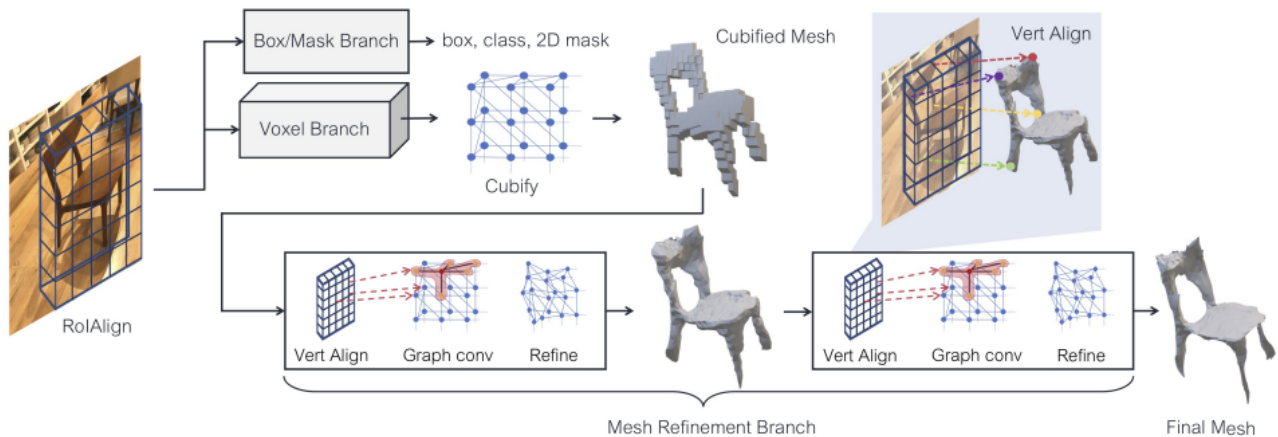 Box/Mask Branch
box, class, 2D mask
Cubified Mesh
Vert Align
Voxel Branch
Cubify
RoIAlign
Vert Align
Graph conv
Refine
Vert Align
Graph conv
Refine
Mesh Refinement Branch
Final Mesh